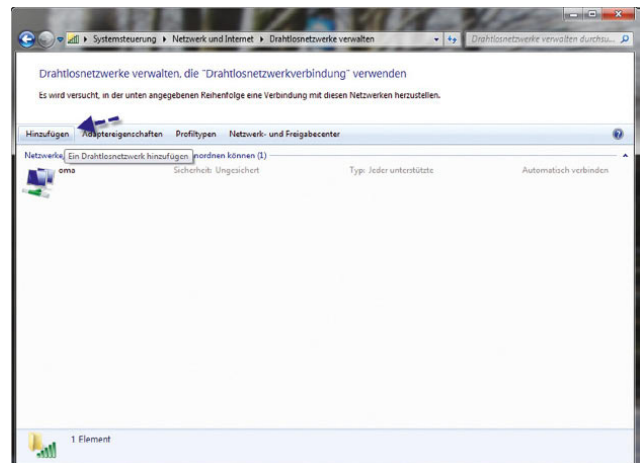 Systemsteuerung ▸ Netzwerk und Internet ▸ Drahtlosnetzwerke verwalten
Drahtlosnetzwerke verwalten durchsu...
Drahtlosnetzwerke verwalten, die "Drahtlosnetzwerkverbindung" verwenden
Es wird versucht, in der unten angegebenen Reihenfolge eine Verbindung mit diesen Netzwerken herzustellen.
Hinzufügen Adaptereigenschaften Profiltypen Netzwerk- und Freigabecenter
Netzwerke, nordnen können (1)
Ein Drahtlosnetzwerk hinzufügen
oma Sicherheit: Ungesichert Typ: Jeder unterstützte Automatisch verbinden
1 Element